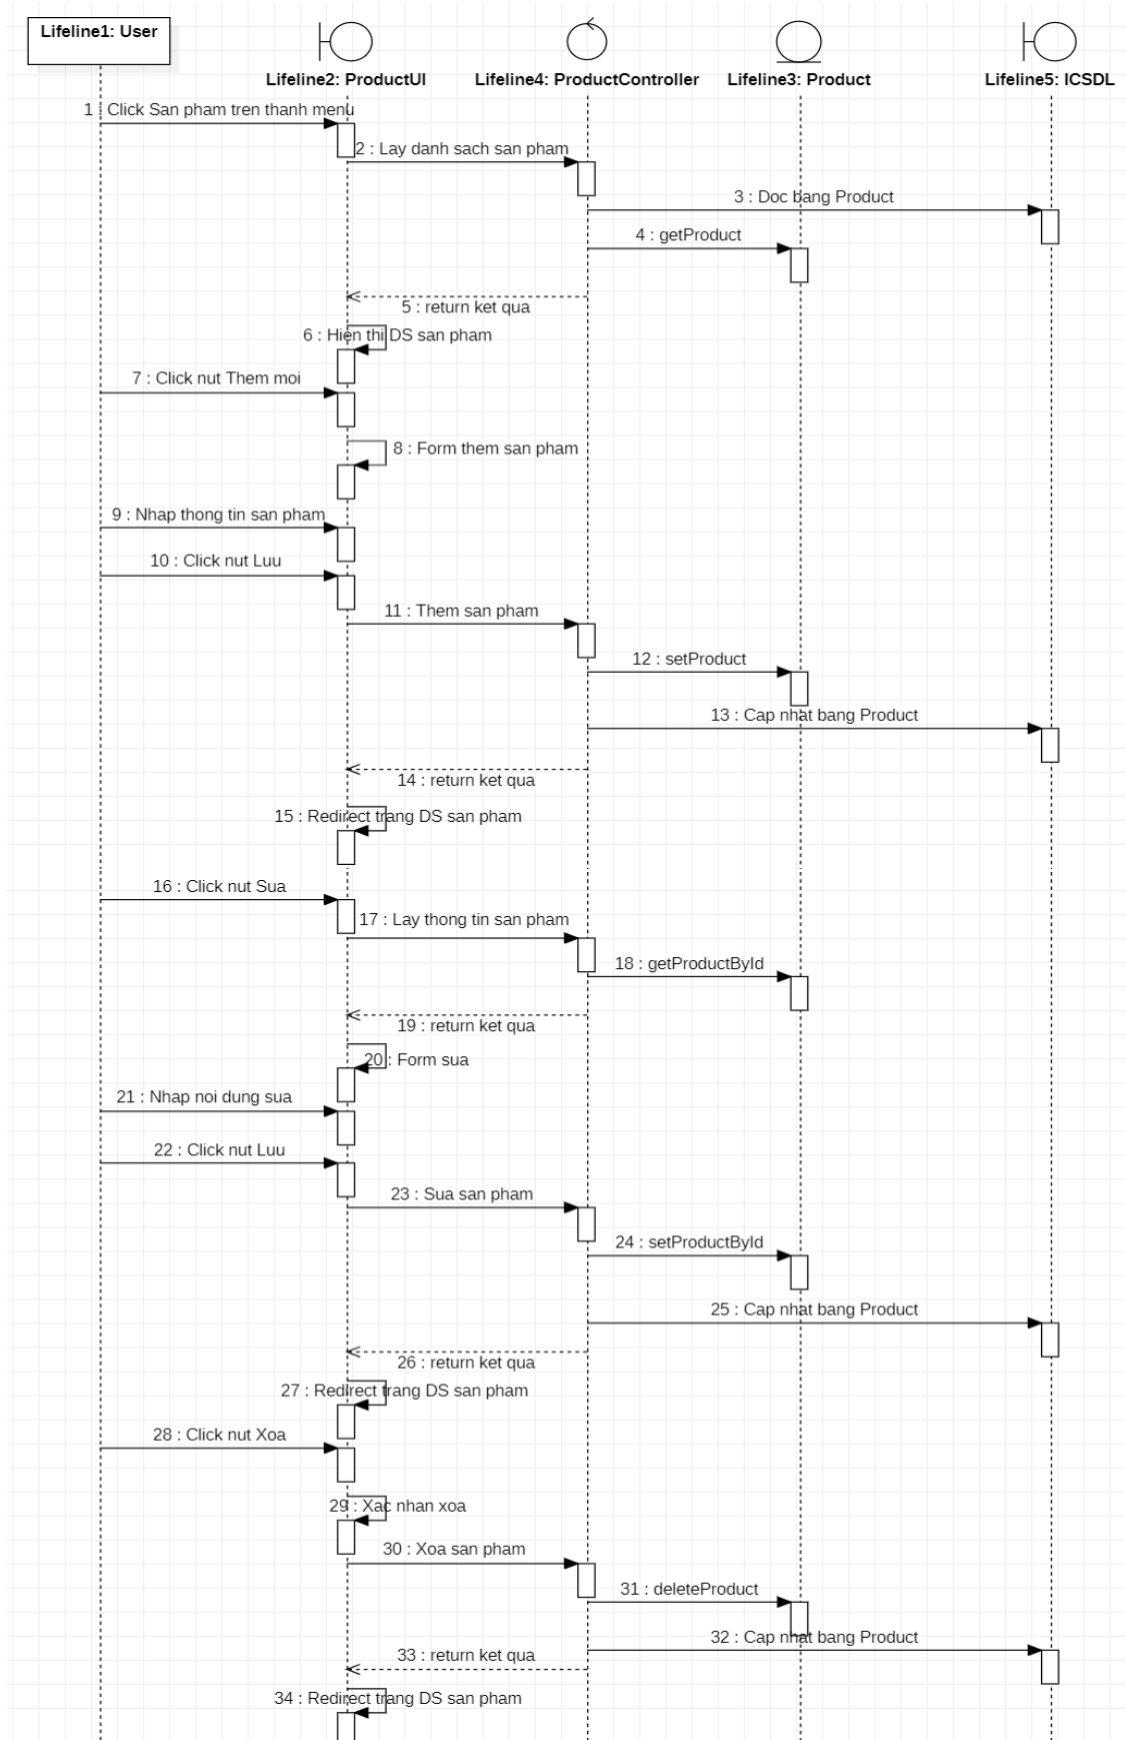 Lifeline1: User
Lifeline2: ProductUI
Lifeline4: ProductController
Lifeline3: Product
Lifeline5: ICSDL
1 : Click San pham tren thanh menu
2 : Lay danh sach san pham
3 : Doc bang Product
4 : getProduct
5 : return ket qua
6 : Hien thi DS san pham
7 : Click nut Them moi
8 : Form them san pham
9 : Nhap thong tin san pham
10 : Click nut Luu
11 : Them san pham
12 : setProduct
13 : Cap nhat bang Product
14 : return ket qua
15 : Redirect trang DS san pham
16 : Click nut Sua
17 : Lay thong tin san pham
18 : getProductById
19 : return ket qua
20 : Form sua
21 : Nhap noi dung sua
22 : Click nut Luu
23 : Sua san pham
24 : setProductById
25 : Cap nhat bang Product
26 : return ket qua
27 : Redirect trang DS san pham
28 : Click nut Xoa
29 : Xac nhan xoa
30 : Xoa san pham
31 : deleteProduct
32 : Cap nhat bang Product
33 : return ket qua
34 : Redirect trang DS san pham